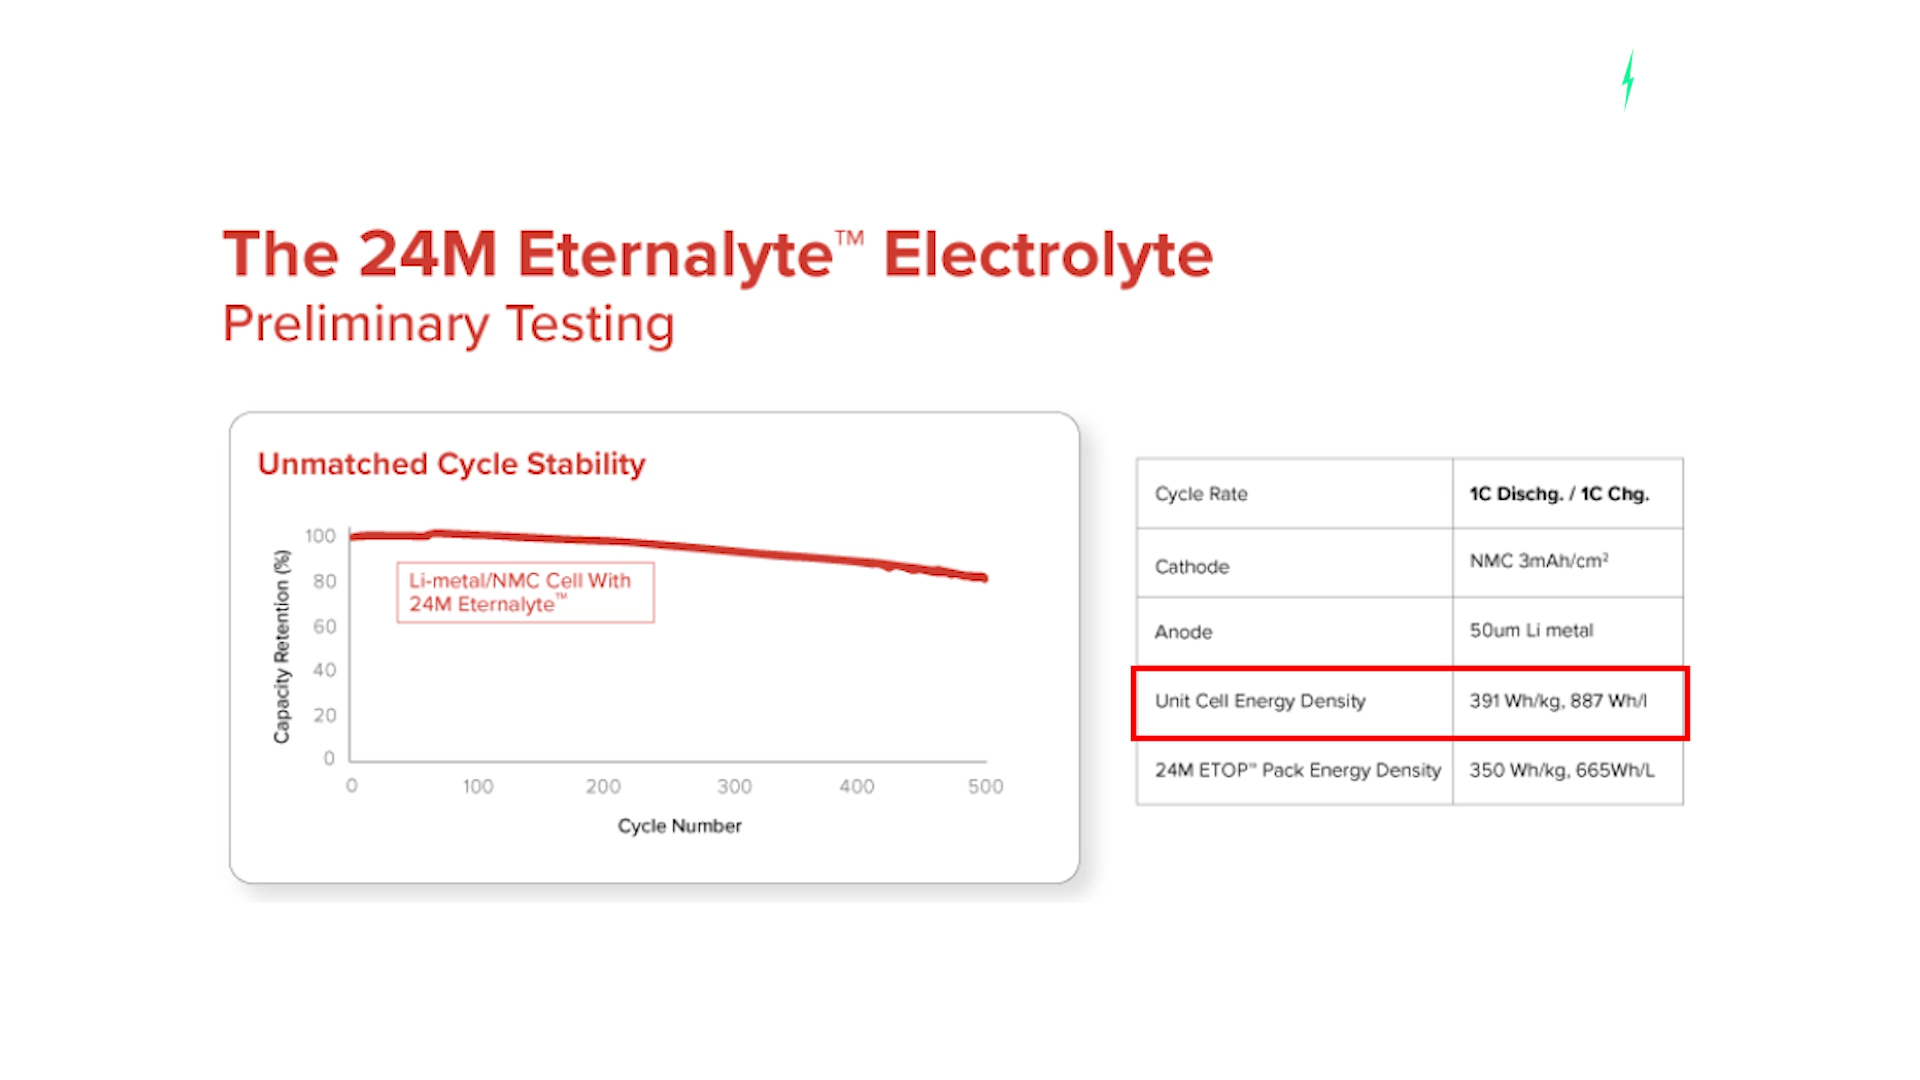 The 24M Eternalyte™ Electrolyte
Preliminary Testing
Unmatched Cycle Stability
Capacity Retention (%)
100
80
60
40
20
0
Li-metal/NMC Cell With
24M Eternalyte™
0 100 200 300 400 500
Cycle Number
Cycle Rate 1C Dischg. / 1C Chg.
Cathode NMC 3mAh/cm²
Anode 50um Li metal
Unit Cell Energy Density 391 Wh/kg, 887 Wh/l
24M ETOP™ Pack Energy Density 350 Wh/kg, 665Wh/L